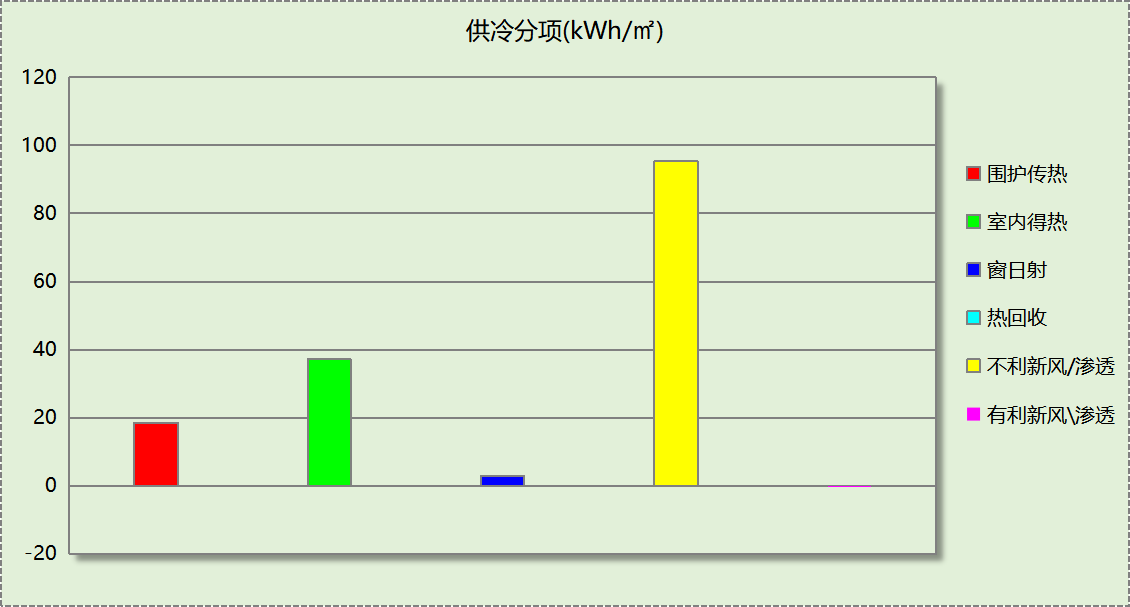 供冷分项(kWh/㎡)
120
100
80
60
40
20
0
-20
围护传热
室内得热
窗日射
热回收
不利新风/渗透
有利新风\渗透